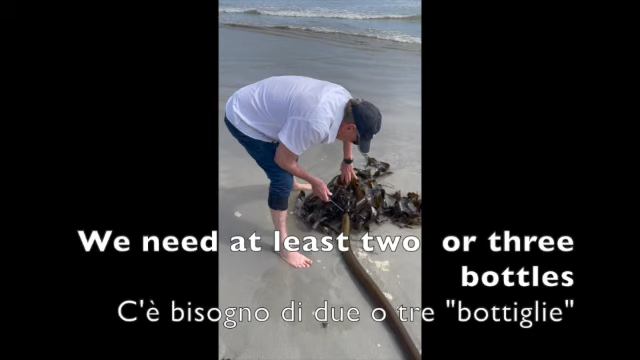 We need at least two or three
bottles
C'è bisogno di due o tre "bottiglie"